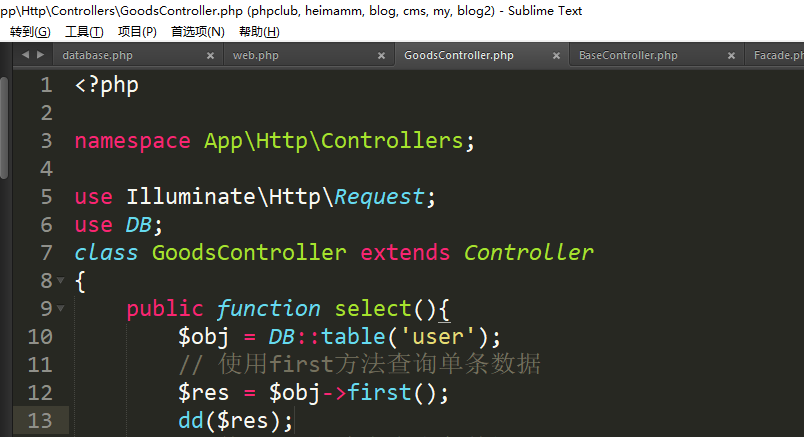 pp\Http\Controllers\GoodsController.php (phpclub, heimamm, blog, cms, my, blog2) - Sublime Text
转到(G) 工具(T) 项目(P) 首选项(N) 帮助(H)
database.php × web.php × GoodsController.php × BaseController.php × Facade.ph
1 <?php
2
3 namespace App\Http\Controllers;
4
5 use Illuminate\Http\Request;
6 use DB;
7 class GoodsController extends Controller
8 {
9 public function select(){
10 $obj = DB::table('user');
11 // 使用first方法查询单条数据
12 $res = $obj->first();
13 dd($res);